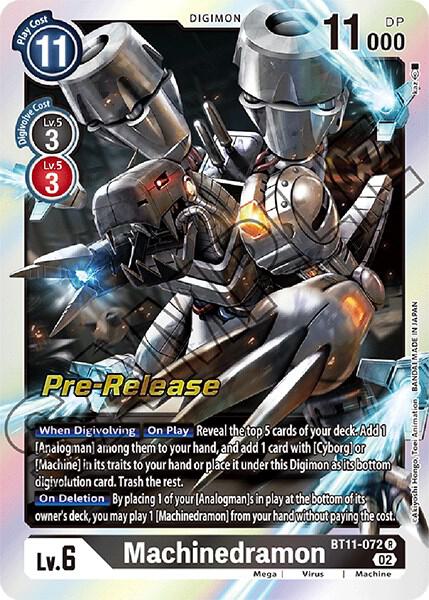 Play Cost
11
DIGIMON
DP
11000
Digivolve Cost
Lv.5
3
Lv.5
3
Pre-Release
When Digivolving On Play Reveal the top 5 cards of your deck. Add 1
[Analogman] among them to your hand, and add 1 card with [Cyborg] or
[Machine] in its traits to your hand or place it under this Digimon as its bottom
digivolution card. Trash the rest.
On Deletion By placing 1 of your [Analogman]s in play at the bottom of its
owner's deck, you may play 1 [Machinedramon] from your hand without paying the cost.
©Akiyoshi Hongo, Toei Animation BANDAI MADE IN JAPAN
Lv.6
Machinedramon
BT11-072 R
02
Mega | Virus | Machine